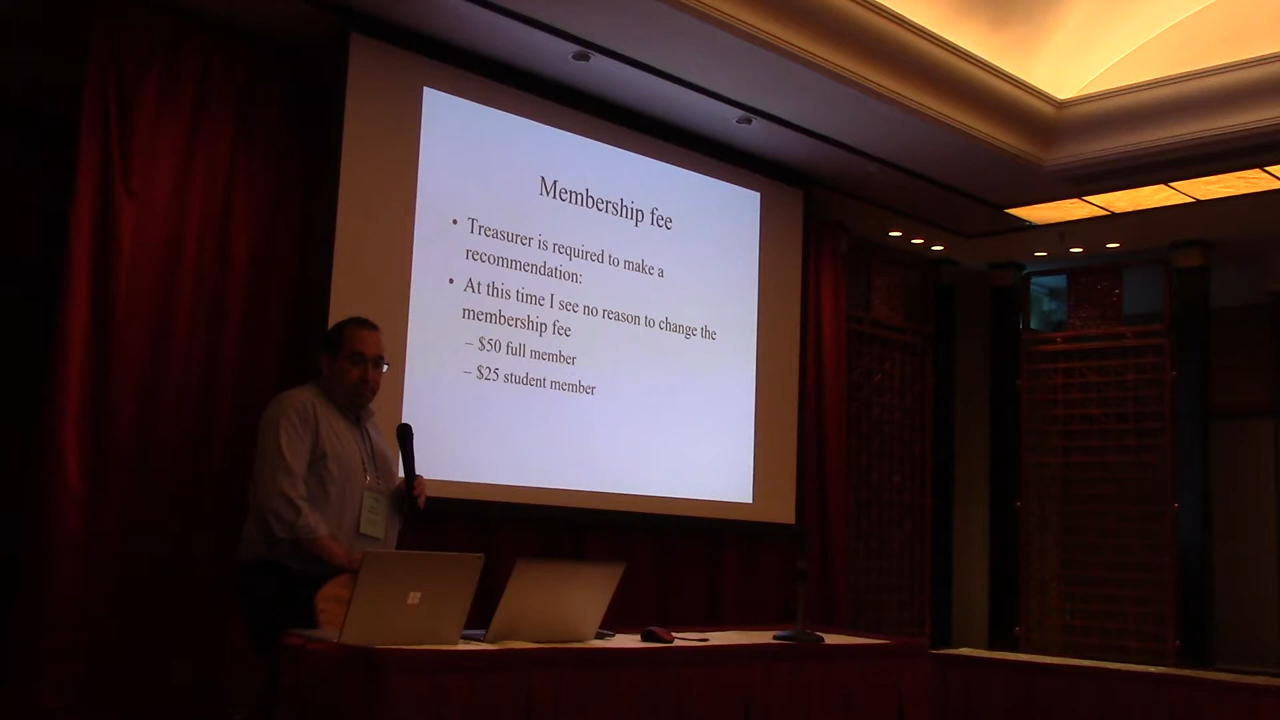 Membership fee
• Treasurer is required to make a
recommendation:
• At this time I see no reason to change the
membership fee
– $50 full member
– $25 student member